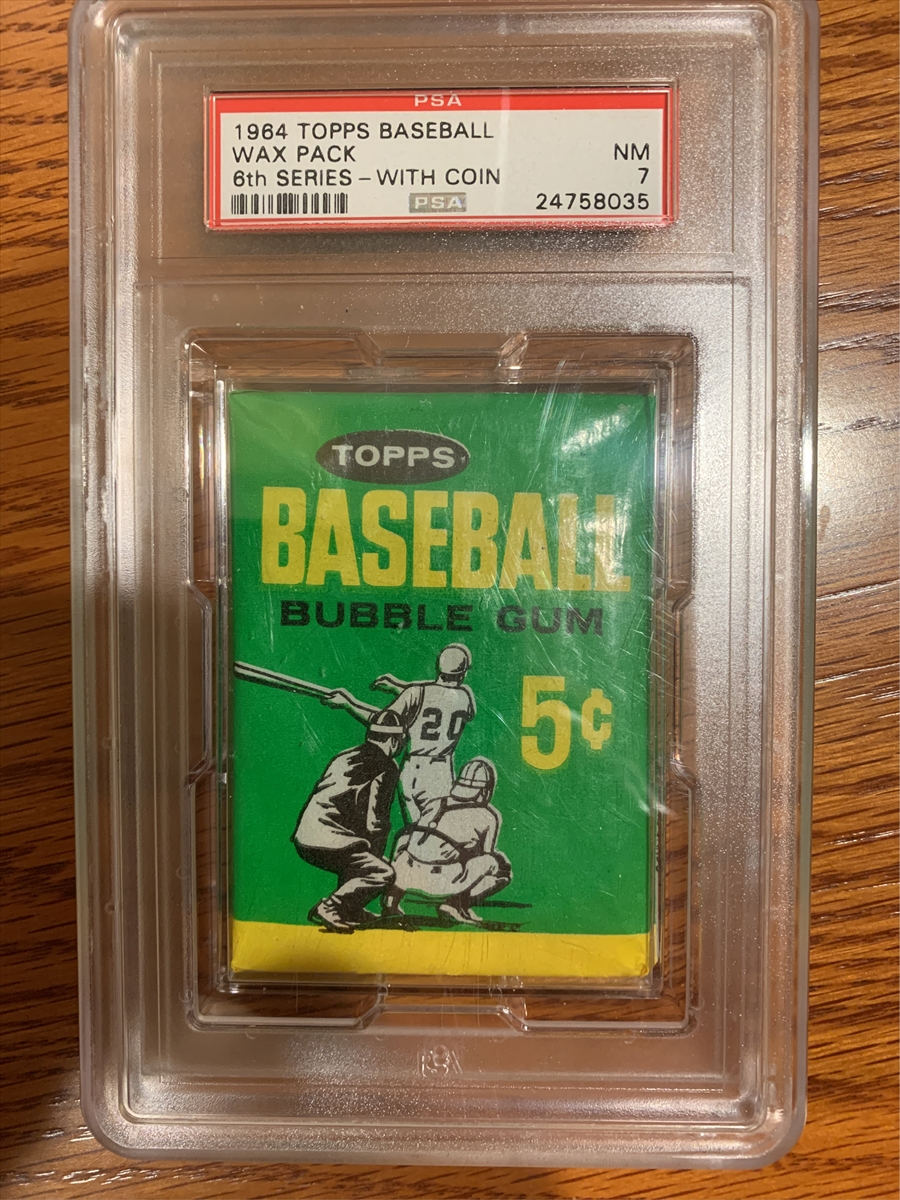 PSA
1964 TOPPS BASEBALL
WAX PACK NM
6th SERIES - WITH COIN 7
PSA 24758035
TOPPS
BASEBALL
BUBBLE GUM
5¢
20
PSA